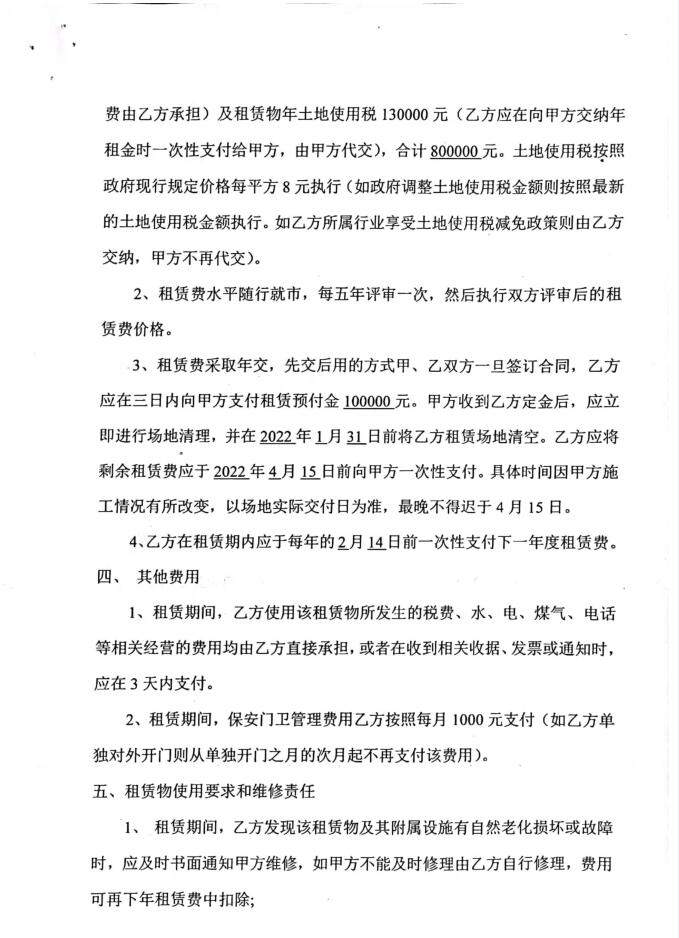 费由乙方承担）及租赁物年土地使用税 130000 元（乙方应在向甲方交纳年
租金时一次性支付给甲方，由甲方代交），合计 800000 元。土地使用税按照
政府现行规定价格每平方 8 元执行（如政府调整土地使用税金额则按照最新
的土地使用税金额执行。如乙方所属行业享受土地使用税减免政策则由乙方
交纳，甲方不再代交）。
2、租赁费水平随行就市，每五年评审一次，然后执行双方评审后的租
赁费价格。
3、租赁费采取年交，先交后用的方式甲、乙双方一旦签订合同，乙方
应在三日内向甲方支付租赁预付金 100000 元。甲方收到乙方定金后，应立
即进行场地清理，并在 2022 年 1 月 31 日前将乙方租赁场地清空。乙方应将
剩余租赁费应于 2022 年 4 月 15 日前向甲方一次性支付。具体时间因甲方施
工情况有所改变，以场地实际交付日为准，最晚不得迟于 4 月 15 日。
4、乙方在租赁期内应于每年的 2 月 14 日前一次性支付下一年度租赁费。
四、 其他费用
1、租赁期间，乙方使用该租赁物所发生的税费、水、电、煤气、电话
等相关经营的费用均由乙方直接承担，或者在收到相关收据、发票或通知时，
应在 3 天内支付。
2、租赁期间，保安门卫管理费用乙方按照每月 1000 元支付（如乙方单
独对外开门则从单独开门之月的次月起不再支付该费用）。
五、租赁物使用要求和维修责任
1、 租赁期间，乙方发现该租赁物及其附属设施有自然老化损坏或故障
时，应及时书面通知甲方维修，如甲方不能及时修理由乙方自行修理，费用
可再下年租赁费中扣除;